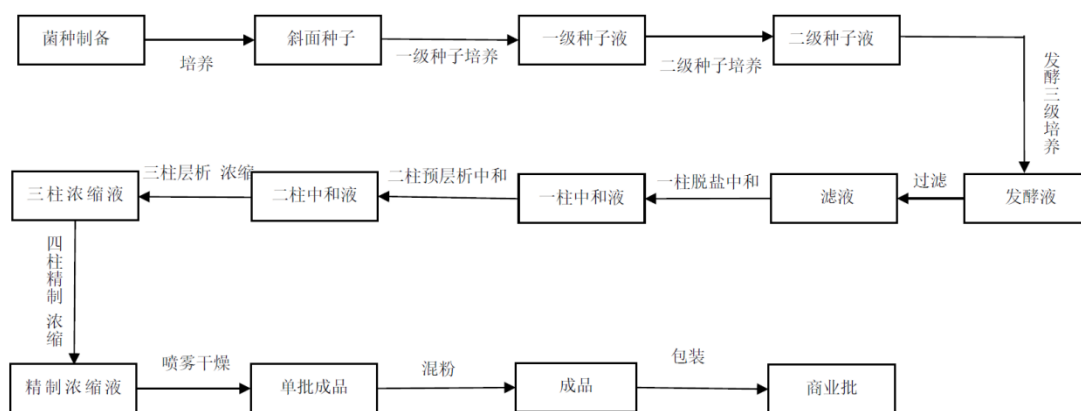 菌种制备
培养
斜面种子
一级种子培养
一级种子液
二级种子培养
二级种子液
发酵三级培养
发酵液
过滤
滤液
一柱脱盐中和
一柱中和液
二柱预层析中和
二柱中和液
三柱层析 浓缩
三柱浓缩液
四柱精制 浓缩
精制浓缩液
喷雾干燥
单批成品
混粉
成品
包装
商业批